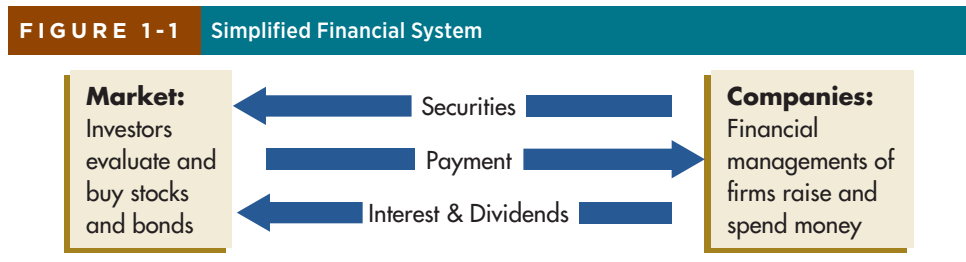 FIGURE 1-1 Simplified Financial System
Market:
Investors
evaluate and
buy stocks
and bonds
Securities
Payment
Interest & Dividends
Companies:
Financial
managements of
firms raise and
spend money